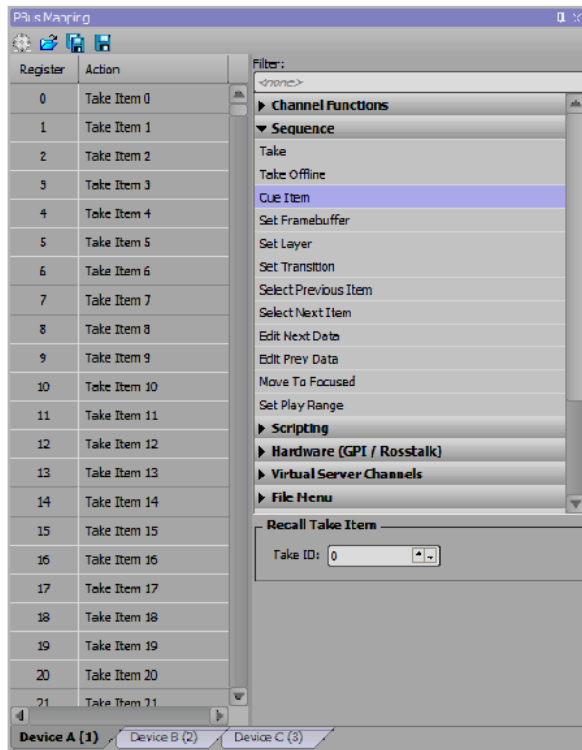 PBus Mapping
Register Action
0 Take Item 0
1 Take Item 1
2 Take Item 2
3 Take Item 3
4 Take Item 4
5 Take Item 5
6 Take Item 6
7 Take Item 7
8 Take Item 8
9 Take Item 9
10 Take Item 10
11 Take Item 11
12 Take Item 12
13 Take Item 13
14 Take Item 14
15 Take Item 15
16 Take Item 16
17 Take Item 17
18 Take Item 18
19 Take Item 19
20 Take Item 20
21 Take Item 21
Filter:
<none>
Channel Functions
Sequence
Take
Take Offline
Cue Item
Set Framebuffer
Set Layer
Set Transition
Select Previous Item
Select Next Item
Edit Next Data
Edit Prev Data
Move To Focused
Set Play Range
Scripting
Hardware (GPI / Rosstalk)
Virtual Server Channels
File Menu
Recall Take Item
Take ID: 0
Device A (1) Device B (2) Device C (3)